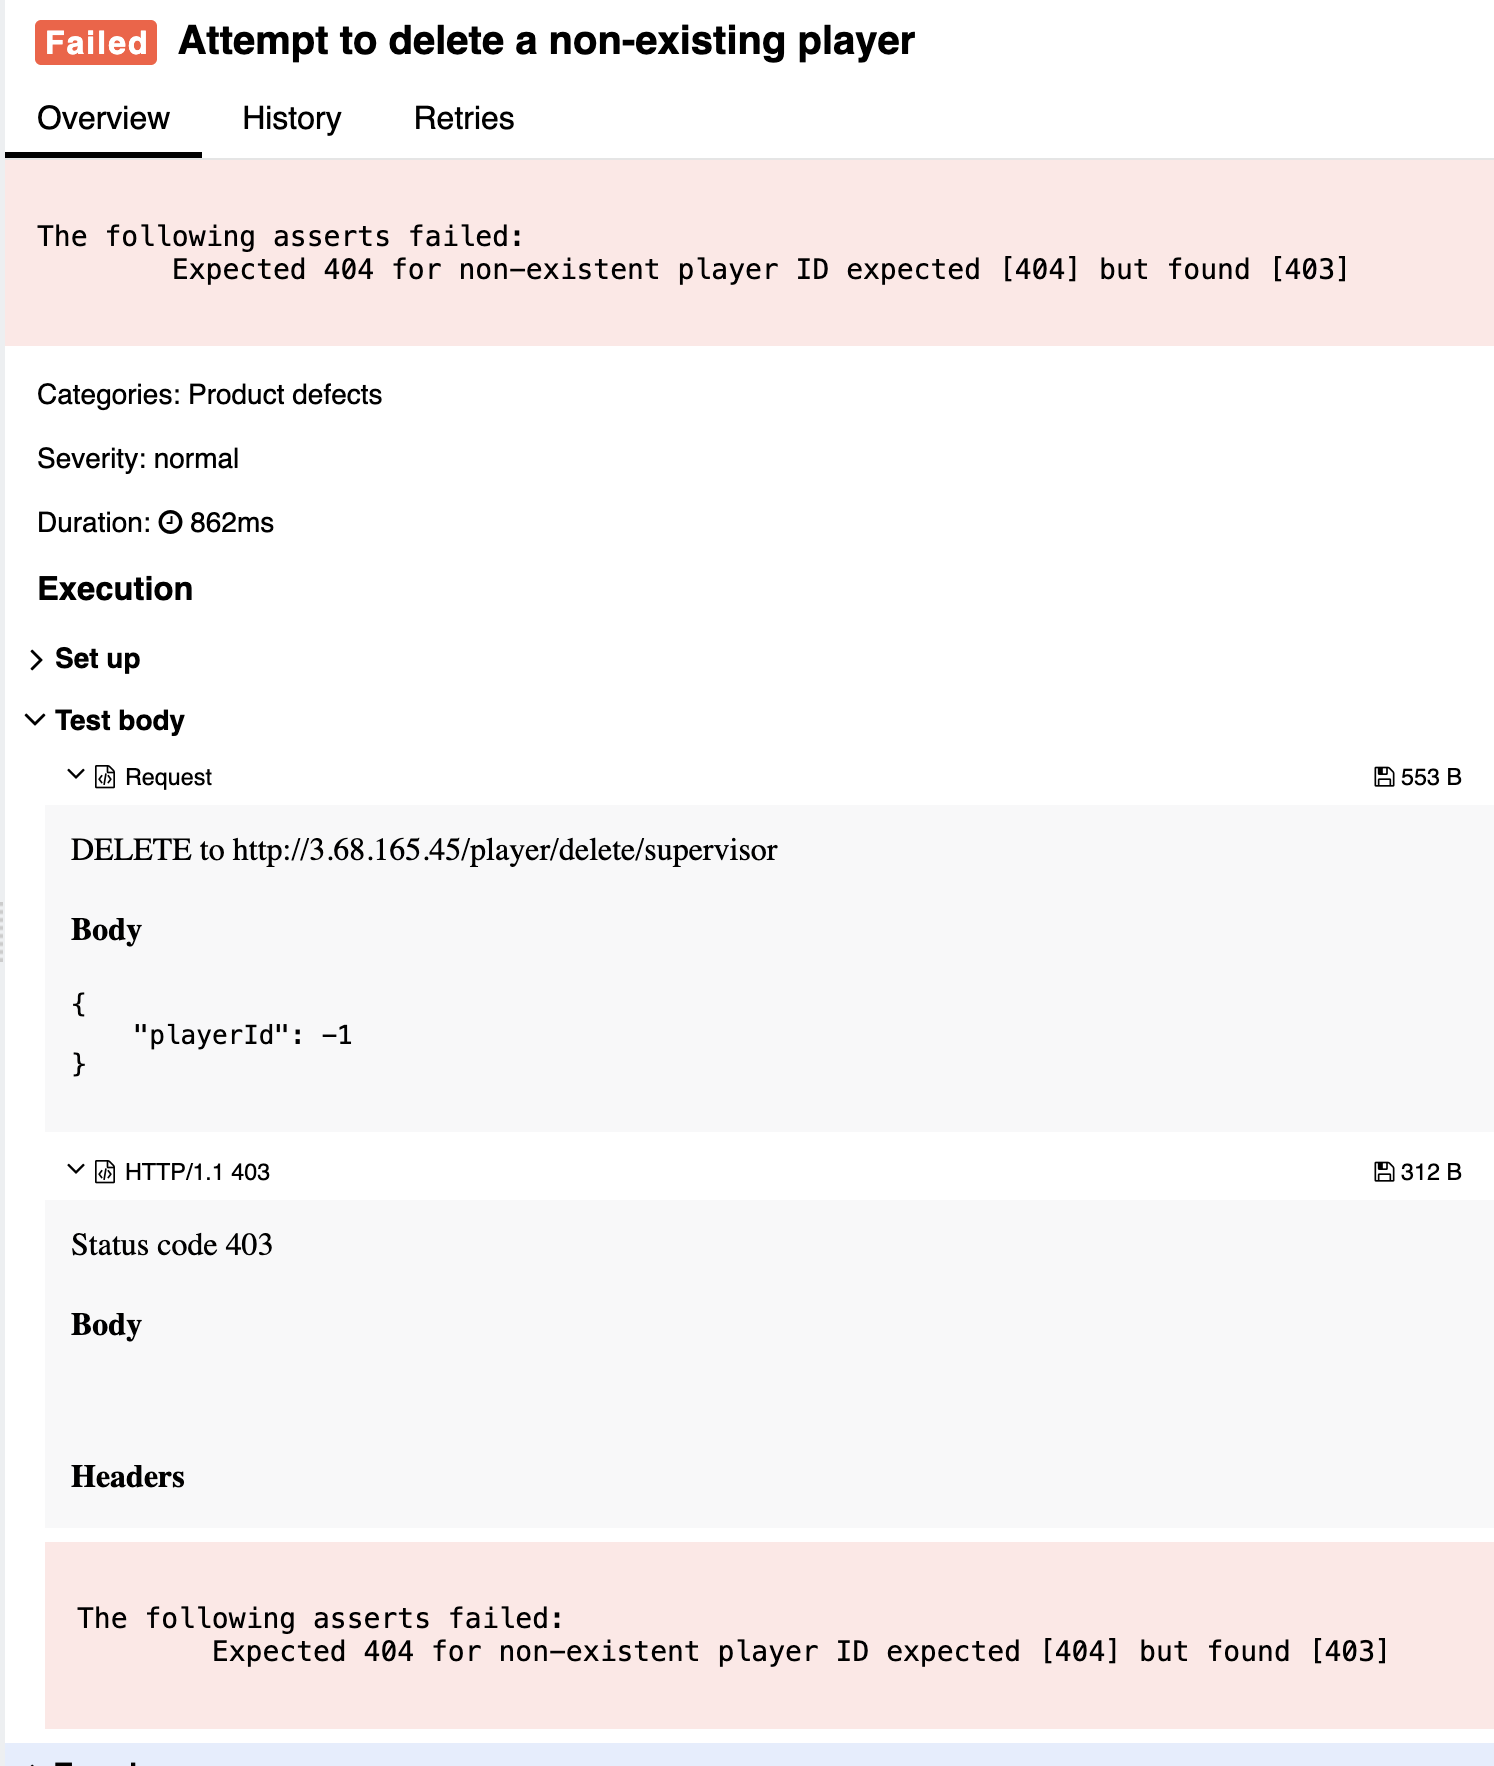 Failed Attempt to delete a non-existing player
Overview History Retries
The following asserts failed:
Expected 404 for non-existent player ID expected [404] but found [403]
Categories: Product defects
Severity: normal
Duration: 862ms
Execution
Set up
Test body
Request 553 B
DELETE to http://3.68.165.45/player/delete/supervisor
Body
{
"playerId": -1
}
HTTP/1.1 403 312 B
Status code 403
Body
Headers
The following asserts failed:
Expected 404 for non-existent player ID expected [404] but found [403]